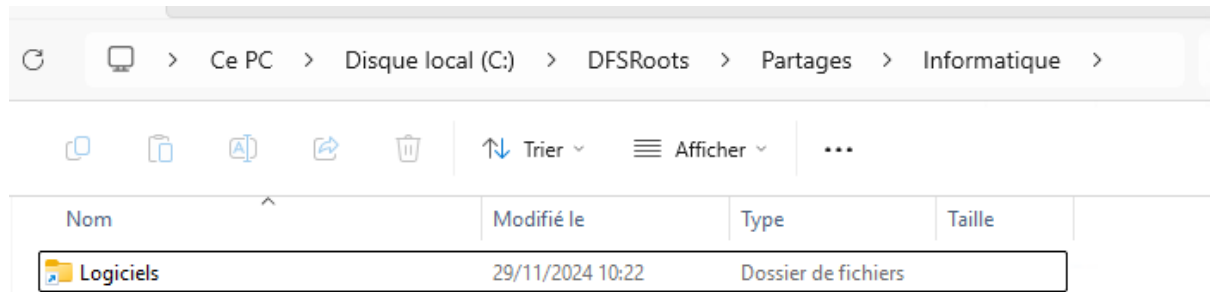 Ce PC > Disque local (C:) > DFSRoots > Partages > Informatique >
Trier Afficher ...
Nom Modifié le Type Taille
Logiciels 29/11/2024 10:22 Dossier de fichiers